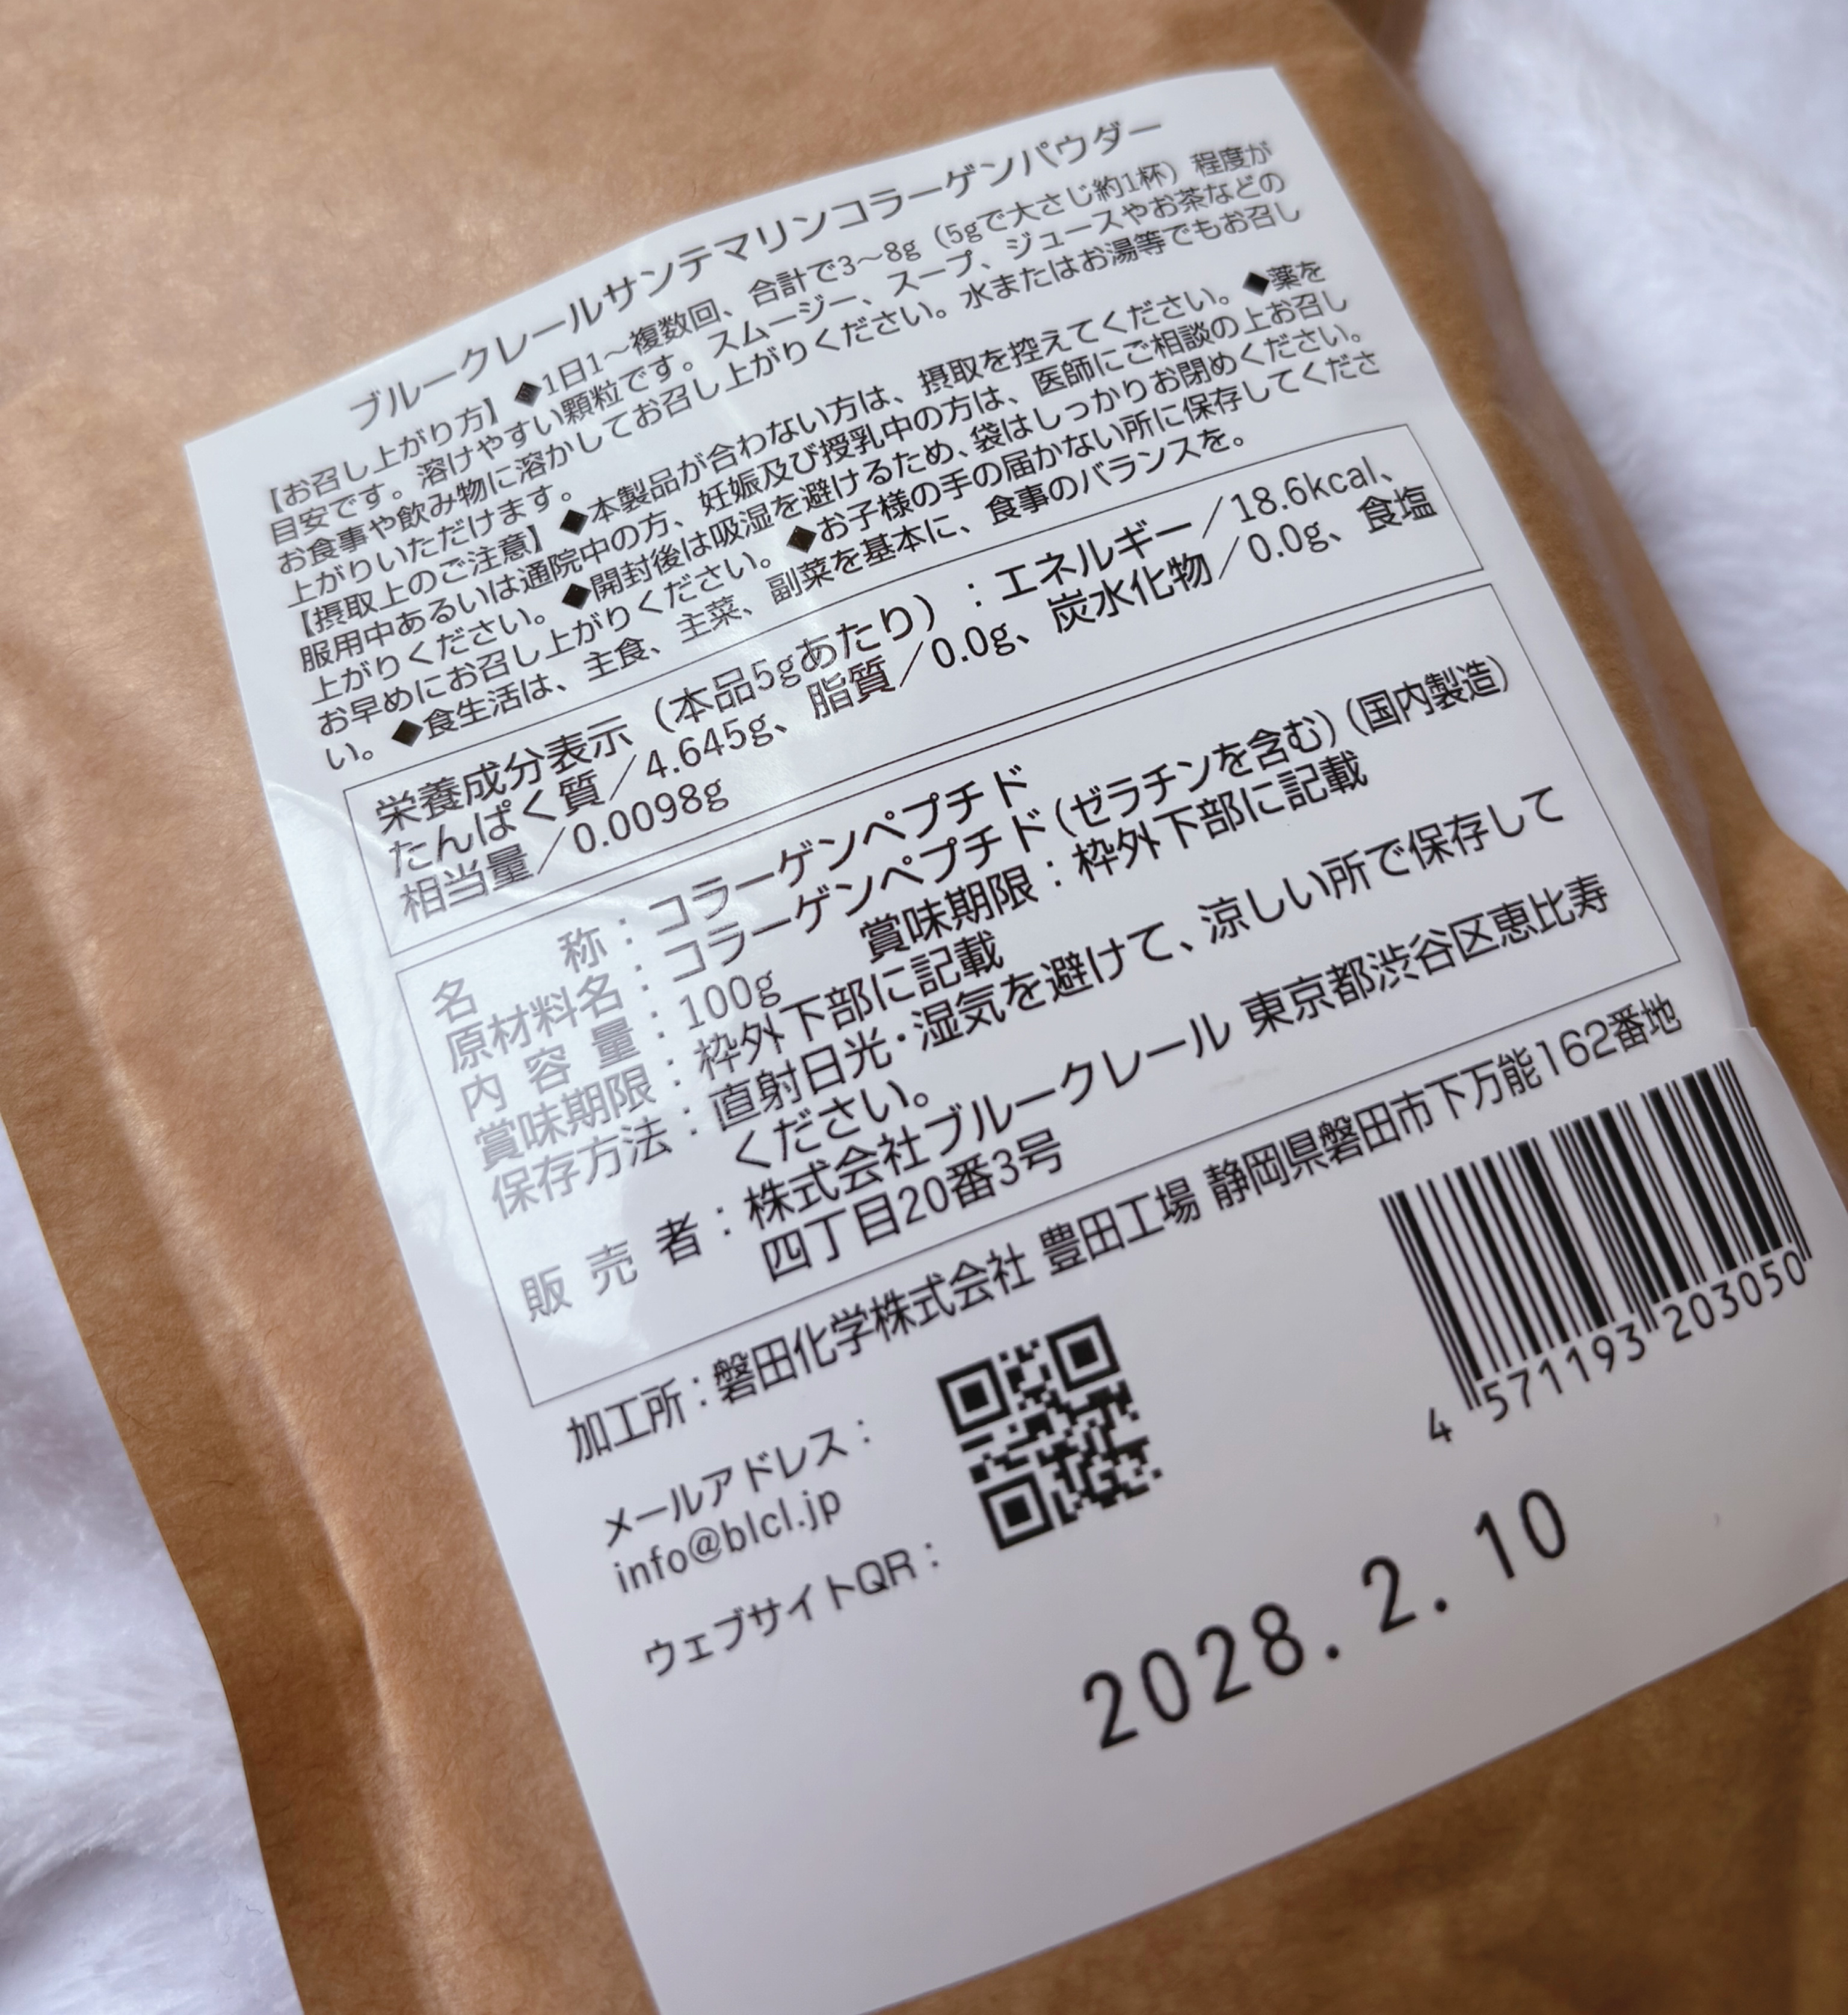 ブルークレールサンテマリンコラーゲンパウダー
【お召し上がり方】◆1日1～複数回、合計で3～8g（5gで大さじ約1杯）程度が
目安です。溶けやすい顆粒です。スムージー、スープ、ジュースやお茶などの
お食事や飲み物に溶かしてお召し上がりください。水またはお湯等でもお召し
上がりいただけます。
【摂取上のご注意】◆本製品が合わない方は、摂取を控えてください。◆薬を
服用中あるいは通院中の方、妊娠及び授乳中の方は、医師にご相談の上お召し
上がりください。◆開封後は吸湿を避けるため、袋はしっかりお閉めください。
お早めにお召し上がりください。◆お子様の手の届かない所に保存してくださ
い。◆食生活は、主食、主菜、副菜を基本に、食事のバランスを。
栄養成分表示（本品5gあたり）：エネルギー／18.6kcal、
たんぱく質／4.645g、脂質／0.0g、炭水化物／0.0g、食塩
相当量／0.0098g
名　称：コラーゲンペプチド
原材料名：コラーゲンペプチド（ゼラチンを含む）（国内製造）
内容量：100g　賞味期限：枠外下部に記載
賞味期限：枠外下部に記載
保存方法：直射日光・湿気を避けて、涼しい所で保存して
ください。
販売者：株式会社ブルークレール 東京都渋谷区恵比寿
四丁目20番3号
加工所：磐田化学株式会社 豊田工場 静岡県磐田市下万能162番地
メールアドレス：
info@blcl.jp
ウェブサイトQR：
4 571193 203050
2028. 2. 10